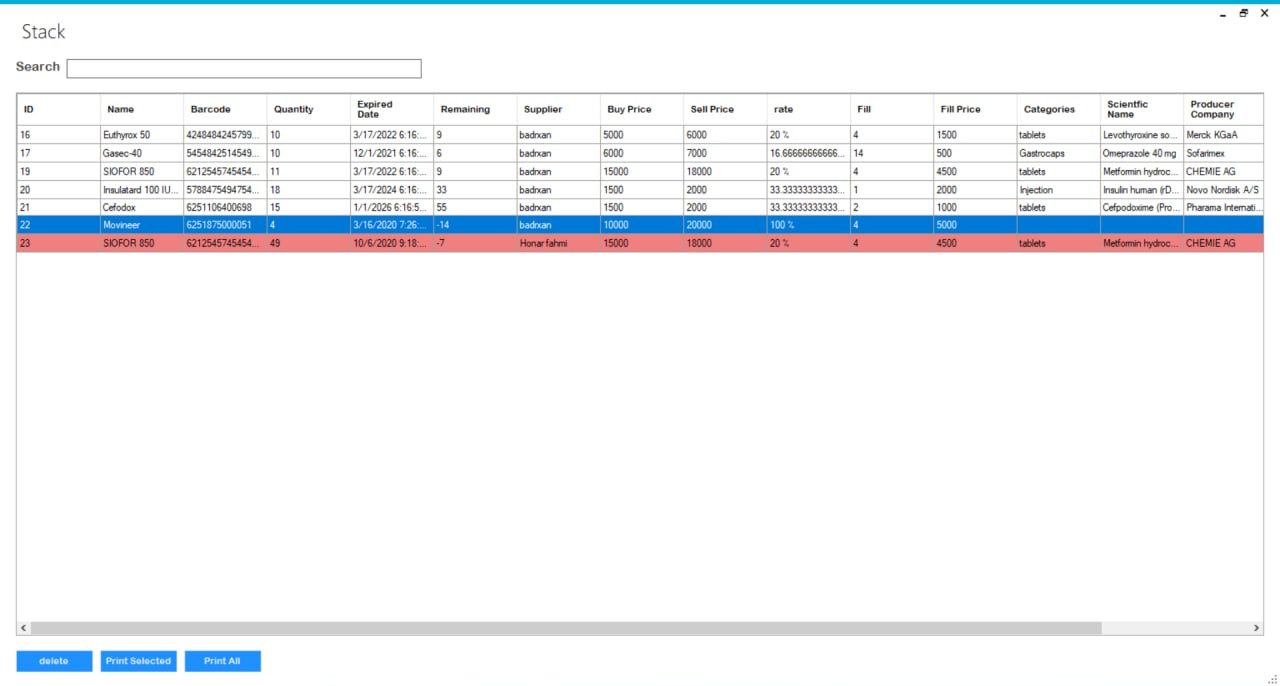 Stack
Search
ID Name Barcode Quantity Expired Date Remaining Supplier Buy Price Sell Price rate Fill Fill Price Categories Scientfic Name Producer Company
16 Euthyrox 50 4248484245799... 10 3/17/2022 6:16:... 9 badrxan 5000 6000 20 % 4 1500 tablets Levothyroxine so... Merck KGaA
17 Gasec-40 5454842514549... 10 12/1/2021 6:16:... 6 badrxan 6000 7000 16.66666666666... 14 500 Gastrocaps Omeprazole 40 mg Sofarimex
19 SIOFOR 850 6212545745454... 11 3/17/2022 6:16:... 9 badrxan 15000 18000 20 % 4 4500 tablets Metformin hydroc... CHEMIE AG
20 Insulatard 100 IU... 5788475494754... 18 3/17/2024 6:16:... 33 badrxan 1500 2000 33.33333333333... 1 2000 Injection Insulin human (rD... Novo Nordisk A/S
21 Cefodox 6251106400698 15 1/1/2026 6:16:5... 55 badrxan 1500 2000 33.33333333333... 2 1000 tablets Cefpodoxime (Pro... Pharama Internati...
22 Movineer 6251875000051 4 3/16/2020 7:26:... -14 badrxan 10000 20000 100 % 4 5000
23 SIOFOR 850 6212545745454... 49 10/6/2020 9:18:... -7 Honar fahmi 15000 18000 20 % 4 4500 tablets Metformin hydroc... CHEMIE AG
delete Print Selected Print All